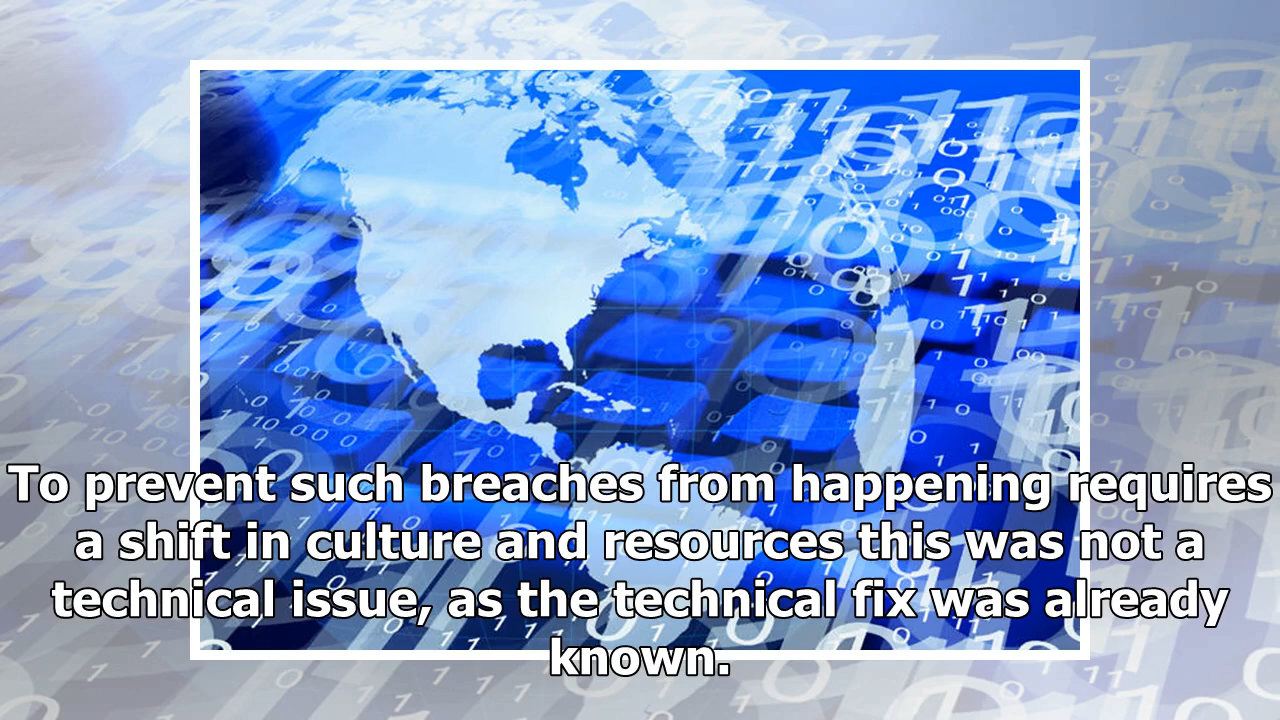 To prevent such breaches from happening requires
a shift in culture and resources this was not a
technical issue, as the technical fix was already
known.